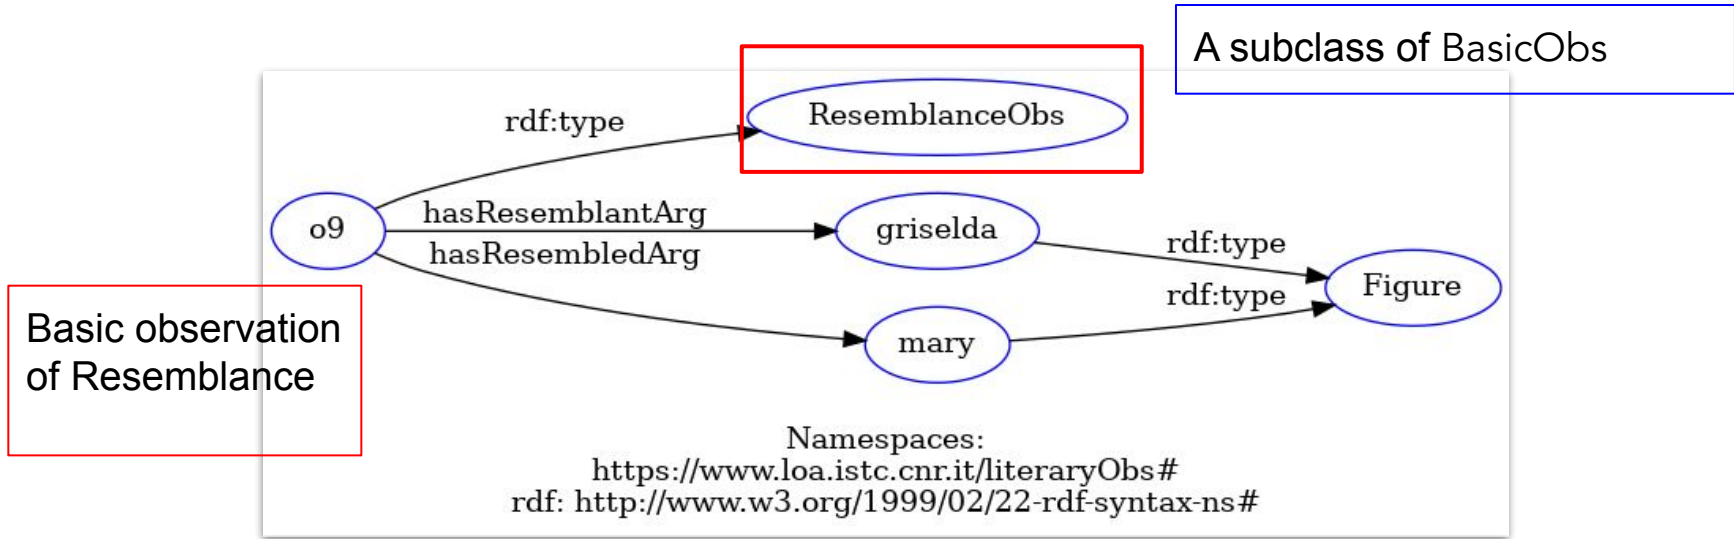 A subclass of BasicObs
ResemblanceObs
rdf:type
o9
hasResemblantArg
griselda
hasResembledArg
rdf:type
Figure
rdf:type
mary
Basic observation
of Resemblance
Namespaces:
https://www.loa.istc.cnr.it/literaryObs#
rdf: http://www.w3.org/1999/02/22-rdf-syntax-ns#